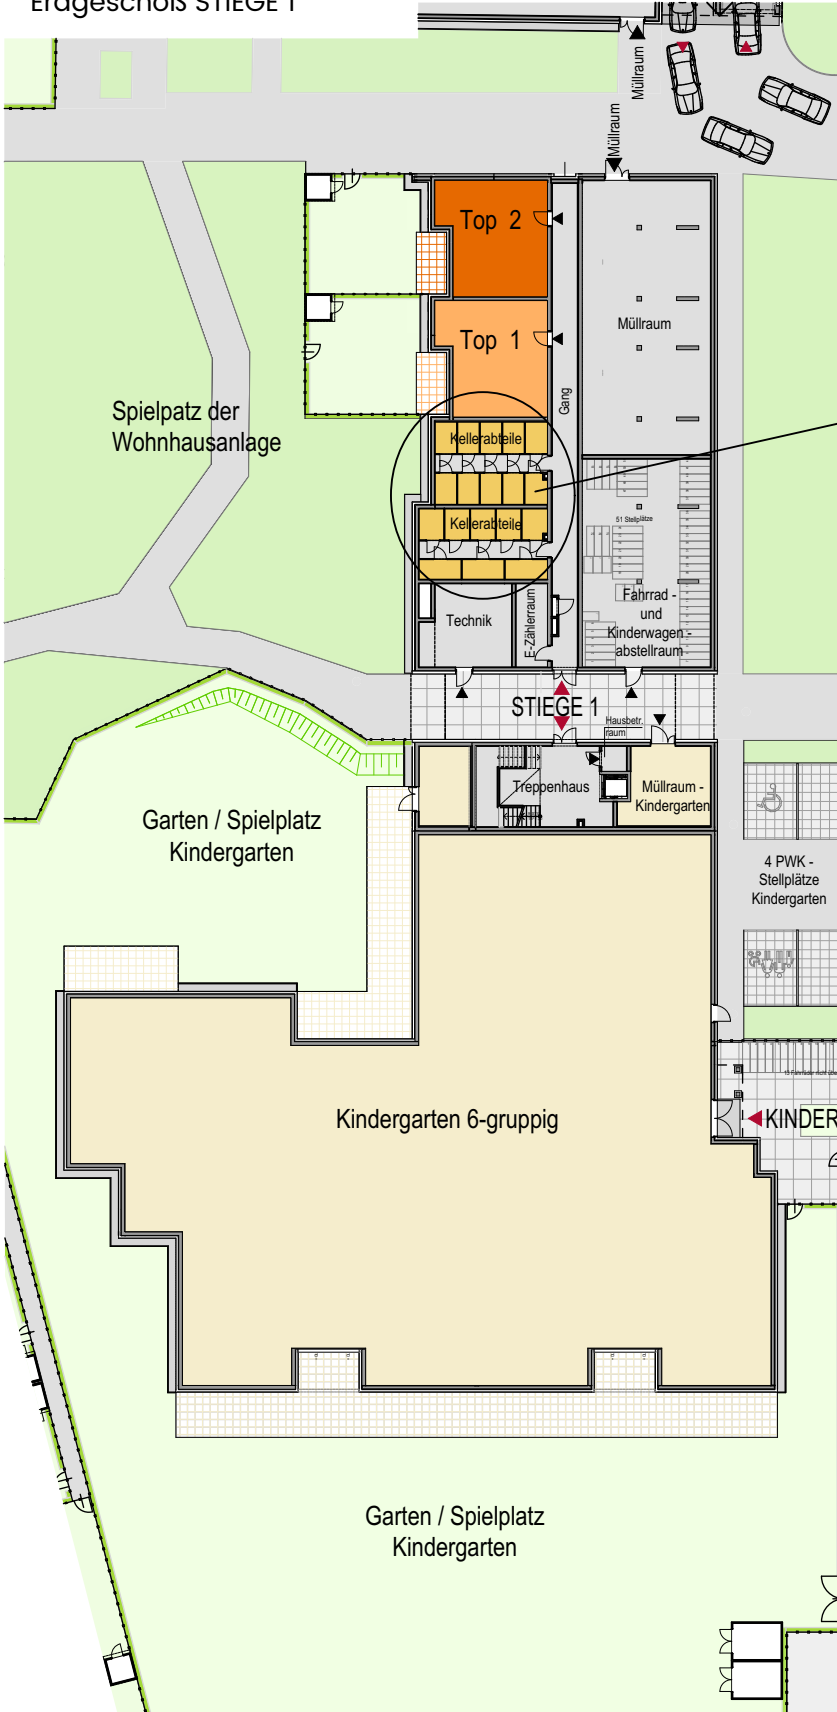 Erdgeschoß STIEGE 1
Müllraum
Müllraum
Top 2
Müllraum
Top 1
Gang
Spielpatz der
Wohnhausanlage
Kellerabteile
Kellerabteile
51 Stellplätze
Technik
E-Zählerraum
Fahrrad -
und
Kinderwagen -
abstellraum
STIEGE 1
Hausbetr.
raum
Treppenhaus
Müllraum -
Kindergarten
Garten / Spielplatz
Kindergarten
4 PWK -
Stellplätze
Kindergarten
Kindergarten 6-gruppig
KINDER
Garten / Spielplatz
Kindergarten